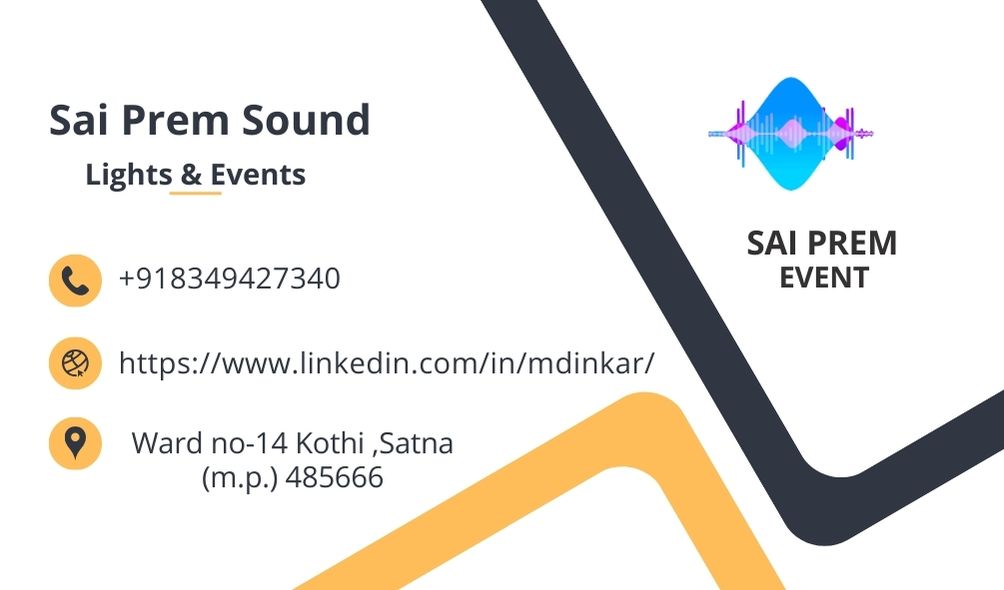 Sai Prem Sound
Lights & Events
+918349427340
https://www.linkedin.com/in/mdinkar/
Ward no-14 Kothi ,Satna
(m.p.) 485666
SAI PREM
EVENT